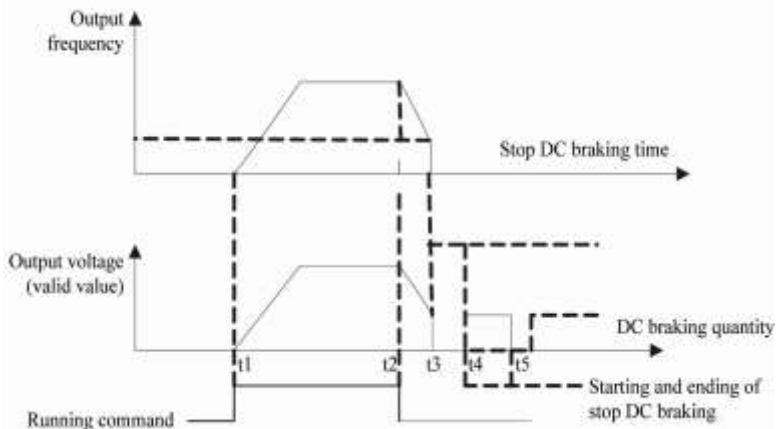 Output
frequency
Stop DC braking time
Output voltage
(valid value)
DC braking quantity
t1
t2
t3
t4
t5
Starting and ending of
stop DC braking
Running command